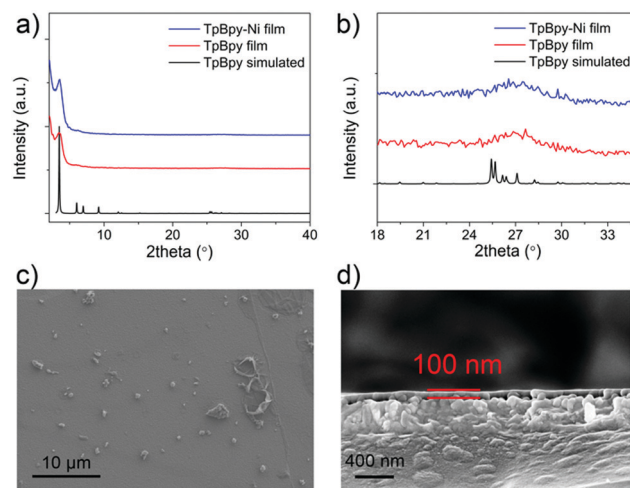 a)
TpBpy-Ni film
TpBpy film
TpBpy simulated
Intensity (a.u.)
10 20 30 40
2theta (°)
b)
TpBpy-Ni film
TpBpy film
TpBpy simulated
Intensity (a.u.)
18 21 24 27 30 33
2theta (°)
c)
10 µm
d)
100 nm
400 nm